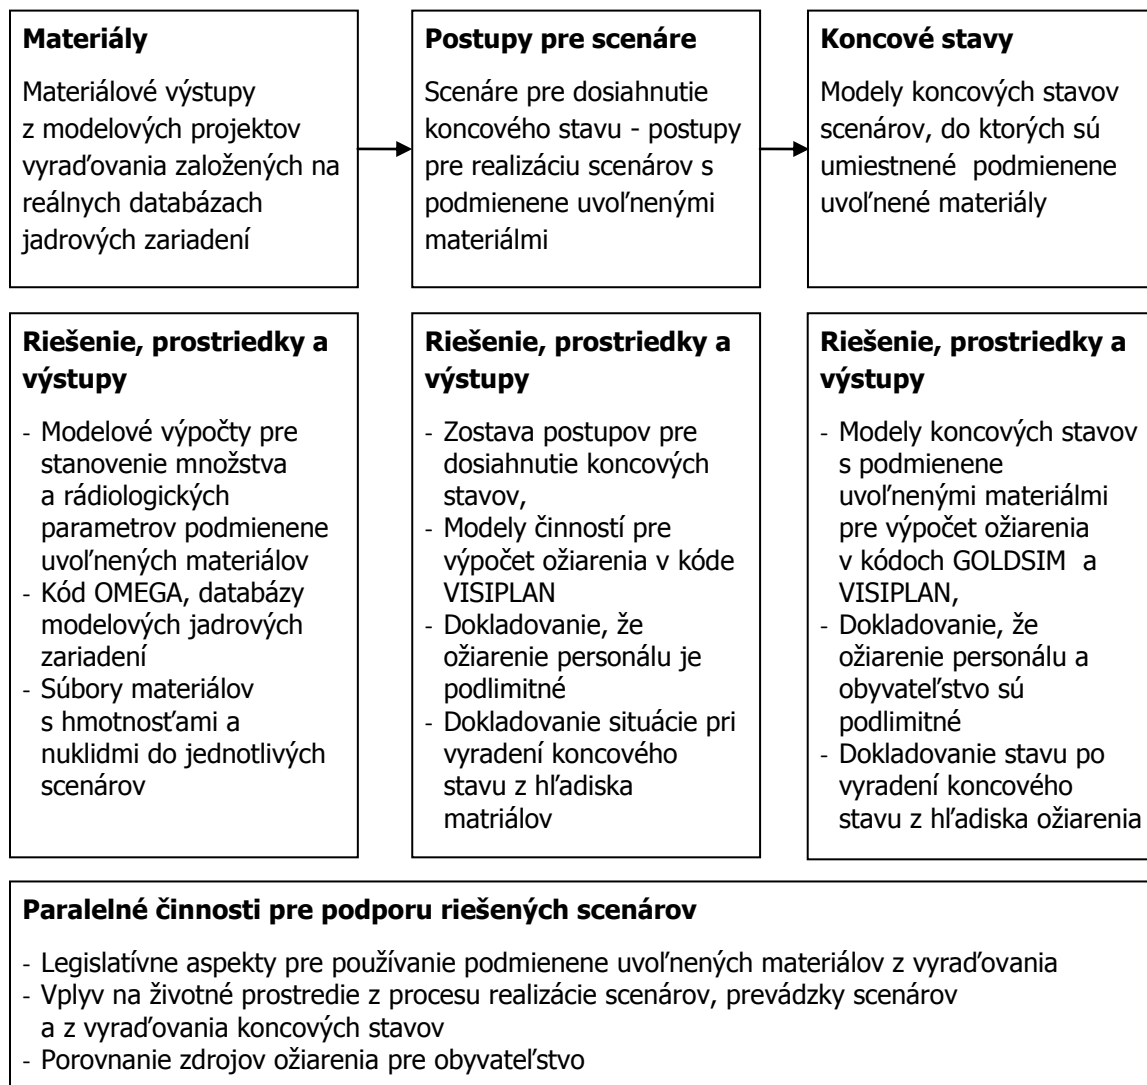 Materiály
Materiálové výstupy
z modelových projektov
vyraďovania založených na
reálnych databázach
jadrových zariadení
Postupy pre scenáre
Scenáre pre dosiahnutie
koncového stavu - postupy
pre realizáciu scenárov s
podmienene uvoľnenými
materiálmi
Koncové stavy
Modely koncových stavov
scenárov, do ktorých sú
umiestnené podmienene
uvoľnené materiály
Riešenie, prostriedky a
výstupy
- Modelové výpočty pre
stanovenie množstva
a rádiologických
parametrov podmienene
uvoľnených materiálov
- Kód OMEGA, databázy
modelových jadrových
zariadení
- Súbory materiálov
s hmotnosťami a
nuklidmi do jednotlivých
scenárov
Riešenie, prostriedky a
výstupy
- Zostava postupov pre
dosiahnutie koncových
stavov,
- Modely činností pre
výpočet ožiarenia v kóde
VISIPLAN
- Dokladovanie, že
ožiarenie personálu je
podlimitné
- Dokladovanie situácie pri
vyradení koncového
stavu z hľadiska
matriálov
Riešenie, prostriedky a
výstupy
- Modely koncových stavov
s podmienene
uvoľnenými materiálmi
pre výpočet ožiarenia
v kódoch GOLDSIM a
VISIPLAN,
- Dokladovanie, že
ožiarenie personálu a
obyvateľstvo sú
podlimitné
- Dokladovanie stavu po
vyradení koncového
stavu z hľadiska ožiarenia
Paralelné činnosti pre podporu riešených scenárov
- Legislatívne aspekty pre používanie podmienene uvoľnených materiálov z vyraďovania
- Vplyv na životné prostredie z procesu realizácie scenárov, prevádzky scenárov
a z vyraďovania koncových stavov
- Porovnanie zdrojov ožiarenia pre obyvateľstvo